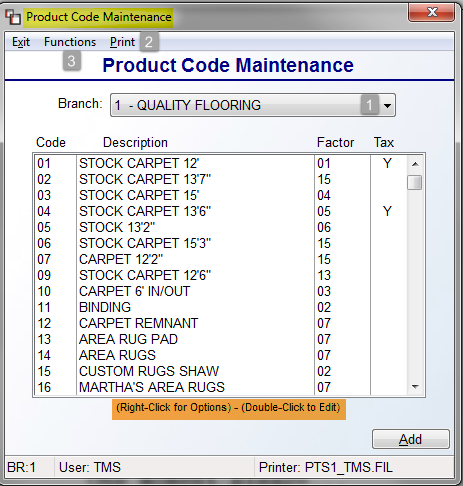 Product Code Maintenance
Exit Functions Print 2
3
Product Code Maintenance
Branch: 1 - QUALITY FLOORING 1
Code Description Factor Tax
01 STOCK CARPET 12' 01 Y
02 STOCK CARPET 13'7" 15
03 STOCK CARPET 15' 04
04 STOCK CARPET 13'6" 05 Y
05 STOCK 13'2" 06
06 STOCK CARPET 15'3" 15
07 CARPET 12'2" 15
09 STOCK CARPET 12'6" 13
10 CARPET 6' IN/OUT 03
11 BINDING 02
12 CARPET REMNANT 07
13 AREA RUG PAD 07
14 AREA RUGS 07
15 CUSTOM RUGS SHAW 02
16 MARTHA'S AREA RUGS 07
(Right-Click for Options) - (Double-Click to Edit)
Add
BR:1 User: TMS Printer: PTS1_TMS.FIL